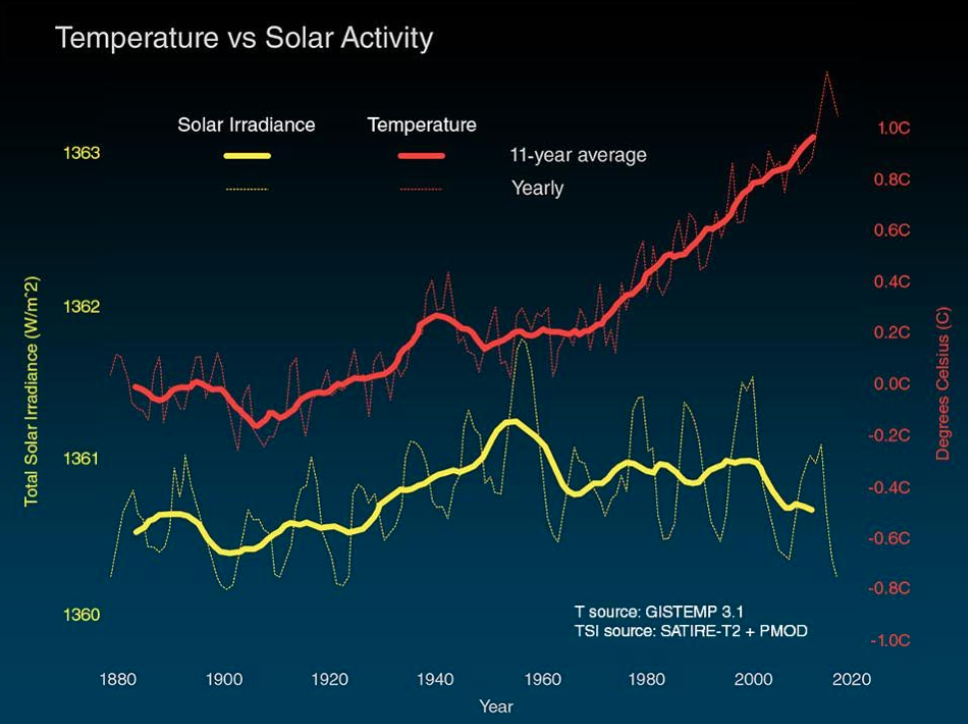 Temperature vs Solar Activity
Solar Irradiance Temperature
11-year average
Yearly
Total Solar Irradiance (W/m^2)
1363
1362
1361
1360
Degrees Celsius (C)
1.0C
0.8C
0.6C
0.4C
0.2C
0.0C
-0.2C
-0.4C
-0.6C
-0.8C
-1.0C
T source: GISTEMP 3.1
TSI source: SATIRE-T2 + PMOD
1880 1900 1920 1940 1960 1980 2000 2020
Year